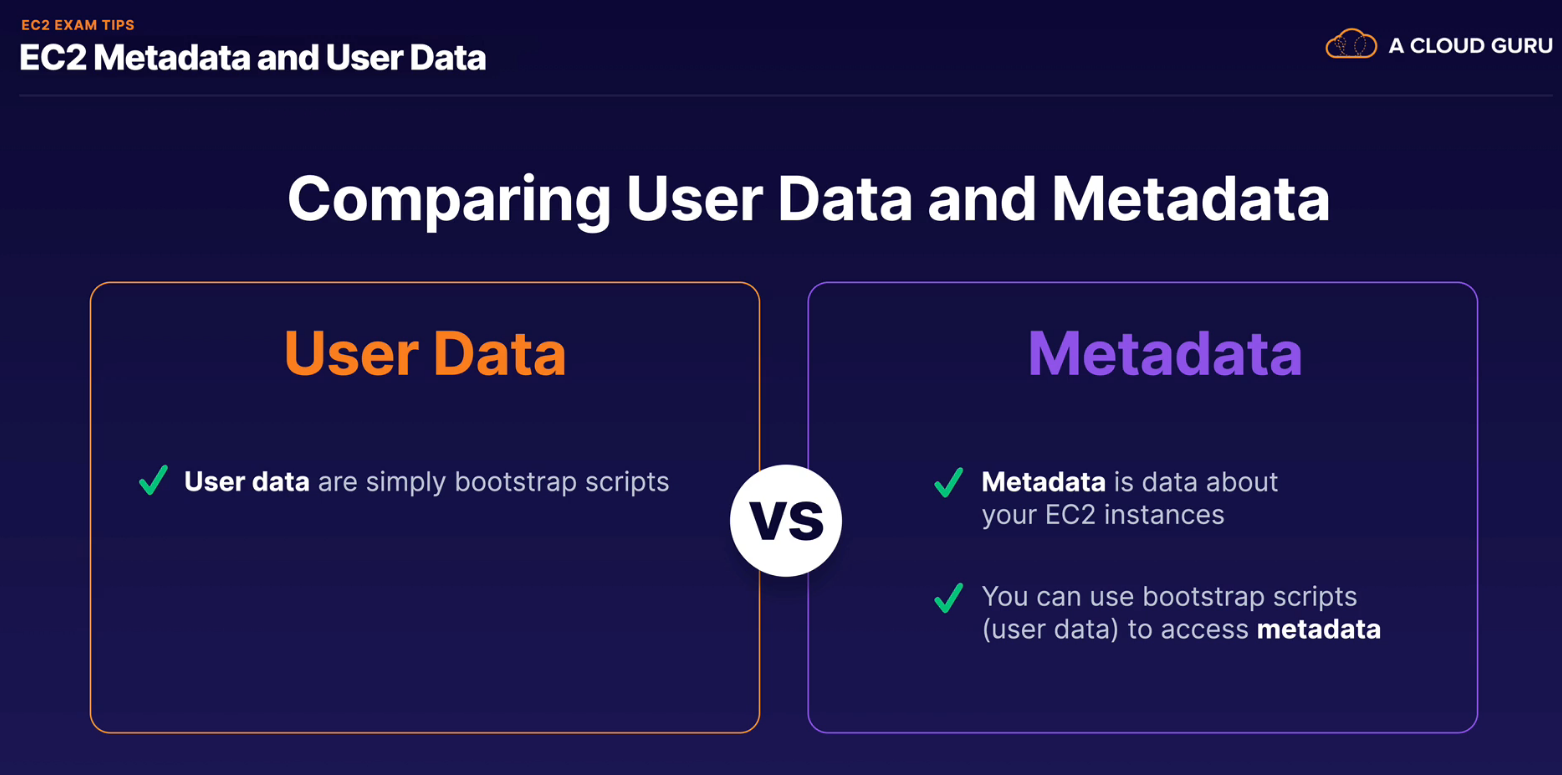 EC2 EXAM TIPS
EC2 Metadata and User Data
A CLOUD GURU
Comparing User Data and Metadata
User Data
User data are simply bootstrap scripts
VS
Metadata
Metadata is data about
your EC2 instances
You can use bootstrap scripts
(user data) to access metadata